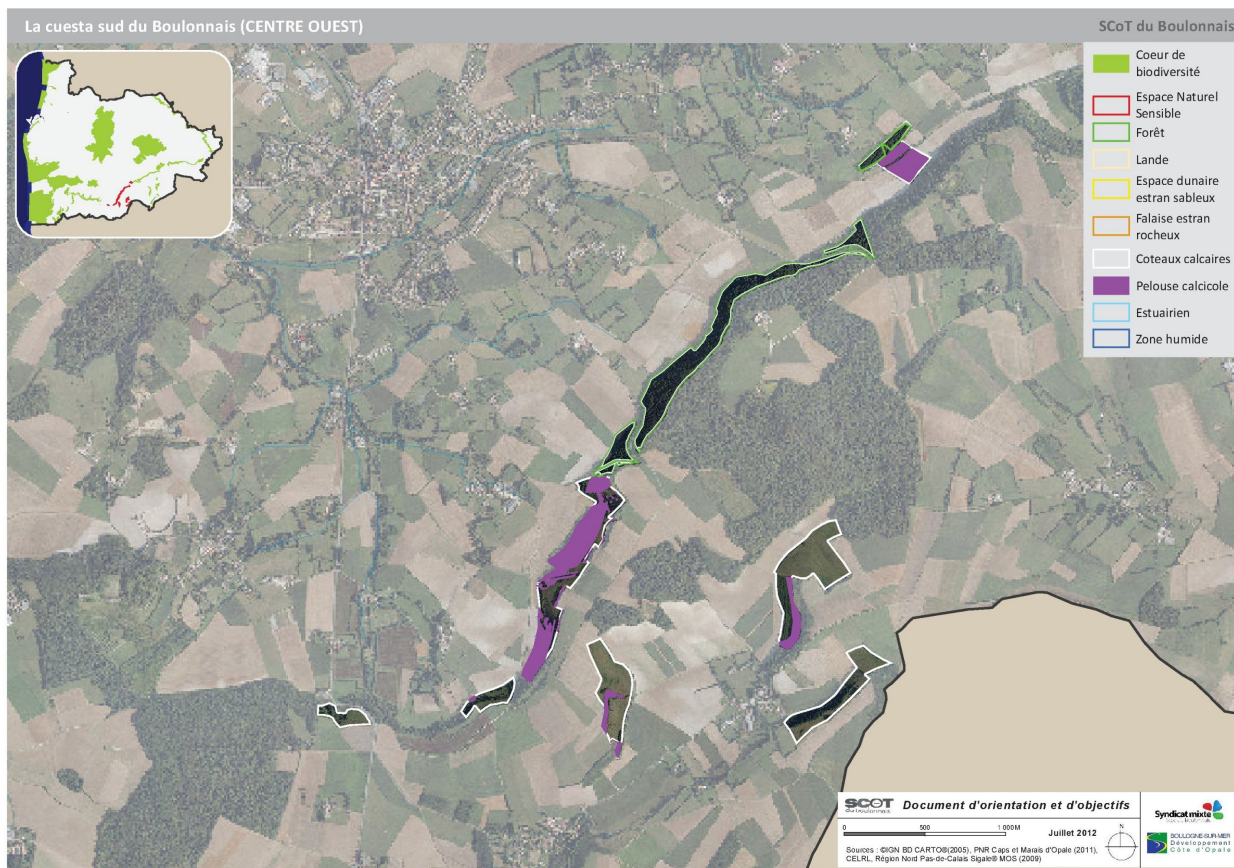 La cuesta sud du Boulonnais (CENTRE OUEST)
SCoT du Boulonnais
Coeur de
biodiversité
Espace Naturel
Sensible
Forêt
Lande
Espace dunaire
estran sableux
Falaise estran
rocheux
Coteaux calcaires
Pelouse calcicole
Estuairien
Zone humide
SCOT
du boulonnais
Document d'orientation et d'objectifs
0 500 1 000 M
Juillet 2012
N
Sources : ©IGN BD CARTO®(2005), PNR Caps et Marais d'Opale (2011),
CELRL, Région Nord Pas-de-Calais Sigale® MOS (2009)
Syndicat mixte
BOULOGNE-SUR-MER
Développement
Côte d'Opale